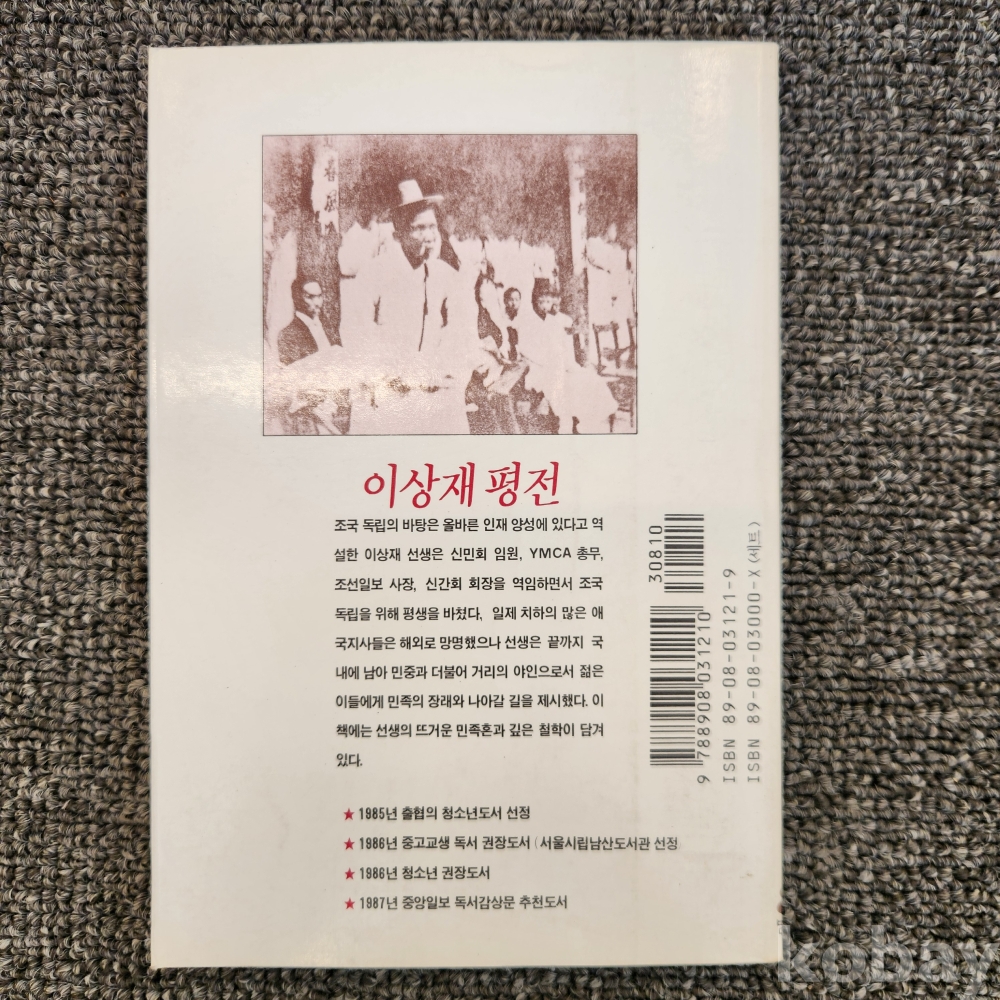 이상재 평전
조국 독립의 바탕은 올바른 인재 양성에 있다고 역
설한 이상재 선생은 신민회 임원, YMCA 총무,
조선일보 사장, 신간회 회장을 역임하면서 조국
독립을 위해 평생을 바쳤다, 일제 치하의 많은 애
국지사들은 해외로 망명했으나 선생은 끝까지 국
내에 남아 민중과 더불어 거리의 야인으로서 젊은
이들에게 민족의 장래와 나아갈 길을 제시했다. 이
책에는 선생의 뜨거운 민족혼과 깊은 철학이 담겨
있다.
★ 1985년 출협의 청소년도서 선정
★ 1986년 중고교생 독서 권장도서 (서울시립남산도서관 선정
★ 1986년 청소년 권장도서
★ 1987년 중앙일보 독서감상문 추천도서
30810
9 788908 031210
ISBN 89-08-03121-9
ISBN 89-08-03000-X (세트)
kobay